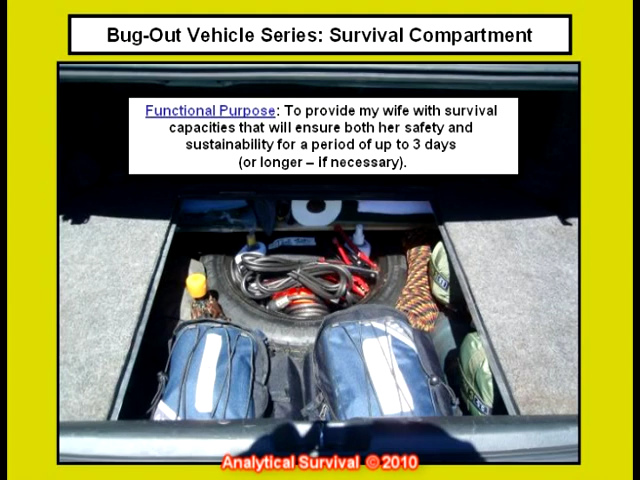 Bug-Out Vehicle Series: Survival Compartment
Functional Purpose: To provide my wife with survival
capacities that will ensure both her safety and
sustainability for a period of up to 3 days
(or longer – if necessary).
Analytical Survival © 2010